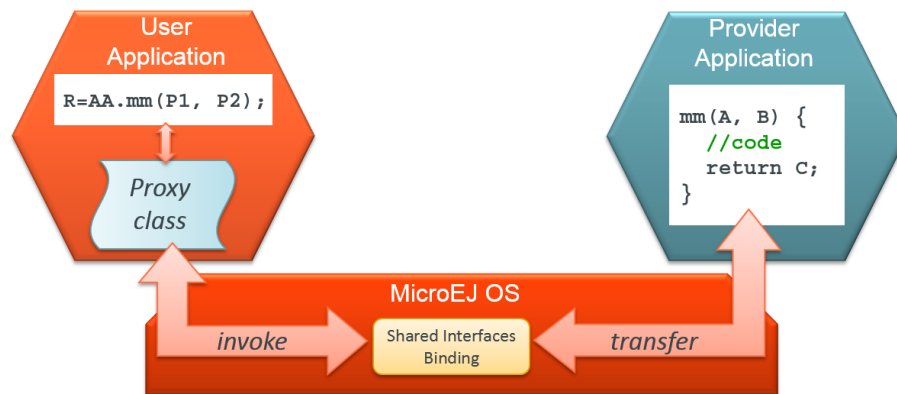 User
Application
R=AA.mm(P1, P2);
Proxy
class
Provider
Application
mm(A, B) {
//code
return C;
}
MicroEJ OS
invoke
Shared Interfaces
Binding
transfer